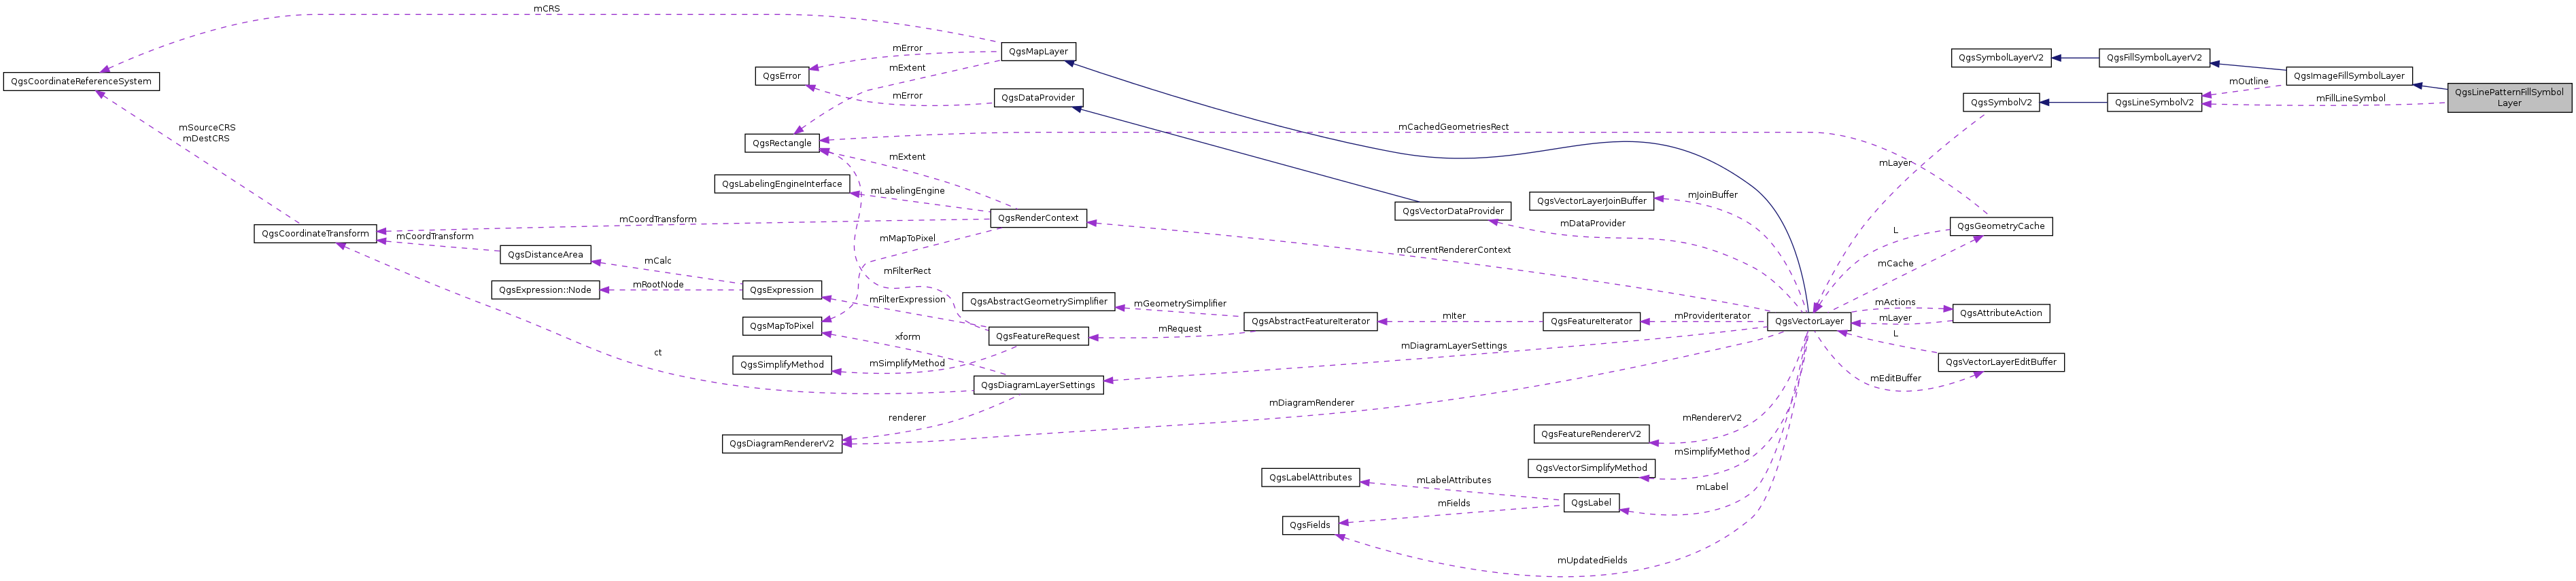 mCRS
QgsMapLayer
mError
QgsSymbolLayerV2
QgsFillSymbolLayerV2
mExtent
QgsError
QgsImageFillSymbolLayer
QgsCoordinateReferenceSystem
mOutline
QgsLinePatternFillSymbol
Layer
mError
QgsDataProvider
mFillLineSymbol
QgsSymbolV2
QgsLineSymbolV2
mSourceCRS
mDestCRS
mCachedGeometriesRect
QgsRectangle
mExtent
mLayer
QgsLabelingEngineInterface
mLabelingEngine
mJoinBuffer
QgsVectorLayerJoinBuffer
QgsVectorDataProvider
mCoordTransform
QgsRenderContext
mDataProvider
QgsGeometryCache
QgsCoordinateTransform
mCoordTransform
mMapToPixel
L
QgsDistanceArea
mCurrentRendererContext
mCalc
mFilterRect
mCache
mRootNode
QgsExpression::Node
QgsExpression
mFilterExpression
QgsAbstractGeometrySimplifier
mGeometrySimplifier
mActions
QgsAttributeAction
mIter
mProviderIterator
mLayer
QgsMapToPixel
QgsAbstractFeatureIterator
QgsFeatureIterator
QgsVectorLayer
mRequest
xform
QgsFeatureRequest
L
ct
mDiagramLayerSettings
QgsSimplifyMethod
mSimplifyMethod
QgsVectorLayerEditBuffer
mEditBuffer
QgsDiagramLayerSettings
mDiagramRenderer
renderer
mRendererV2
QgsDiagramRendererV2
QgsFeatureRendererV2
mSimplifyMethod
QgsVectorSimplifyMethod
QgsLabelAttributes
mLabelAttributes
mLabel
mFields
QgsLabel
QgsFields
mUpdatedFields